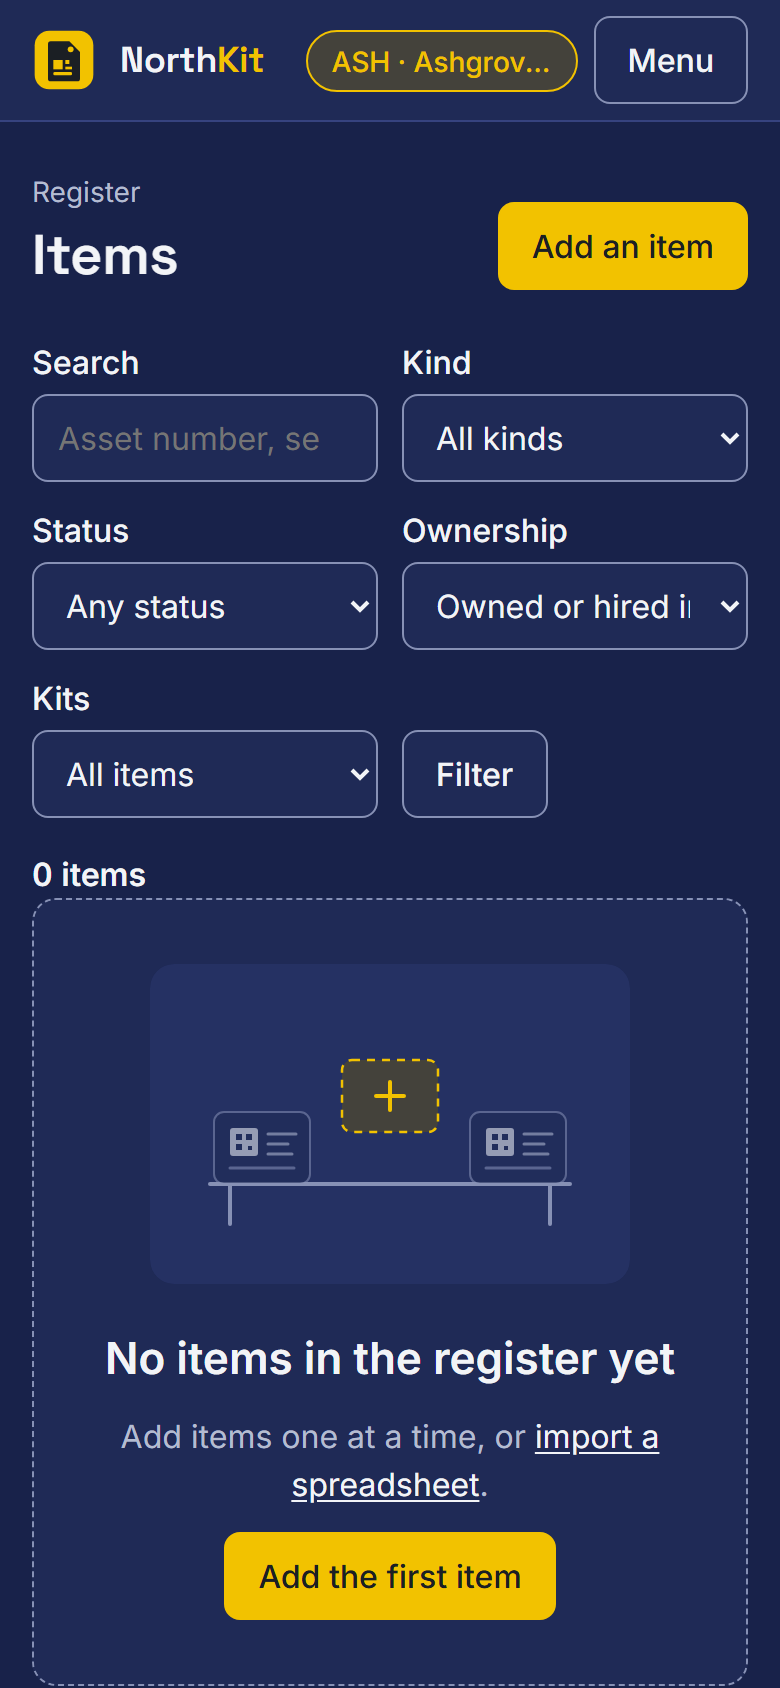 NorthKit
ASH · Ashgrov...
Menu
Register
Items
Add an item
Search
Kind
Asset number, se
All kinds
Status
Ownership
Any status
Owned or hired i
Kits
All items
Filter
0 items
No items in the register yet
Add items one at a time, or import a
spreadsheet.
Add the first item